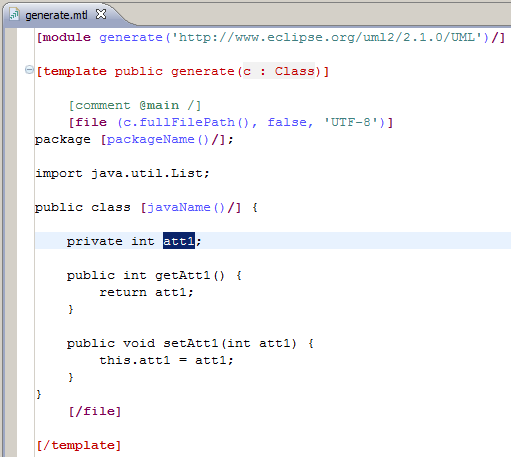 generate.mtl
[module generate('http://www.eclipse.org/uml2/2.1.0/UML')/]
[template public generate(c : Class)]
[comment @main /]
[file (c.fullFilePath(), false, 'UTF-8')]
package [packageName()/];
import java.util.List;
public class [javaName()/] {
private int att1;
public int getAtt1() {
return att1;
}
public void setAtt1(int att1) {
this.att1 = att1;
}
}
[/file]
[/template]